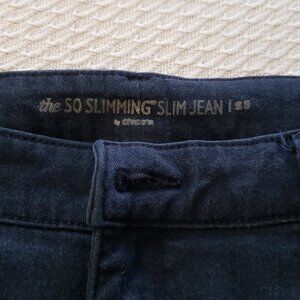 the SO SLIMMING® SLIM JEAN |
by chico's